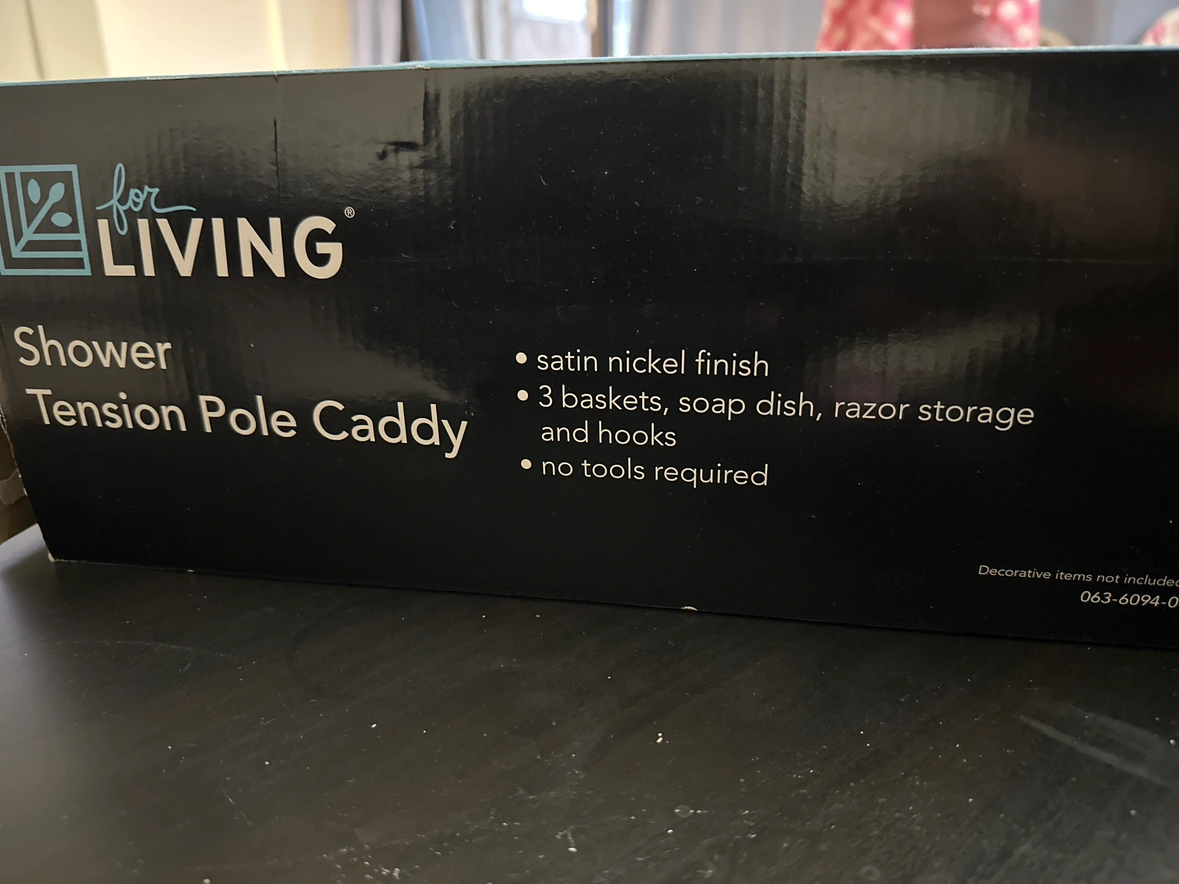 for
LIVING®
Shower
Tension Pole Caddy
• satin nickel finish
• 3 baskets, soap dish, razor storage
and hooks
• no tools required
Decorative items not included
063-6094-0